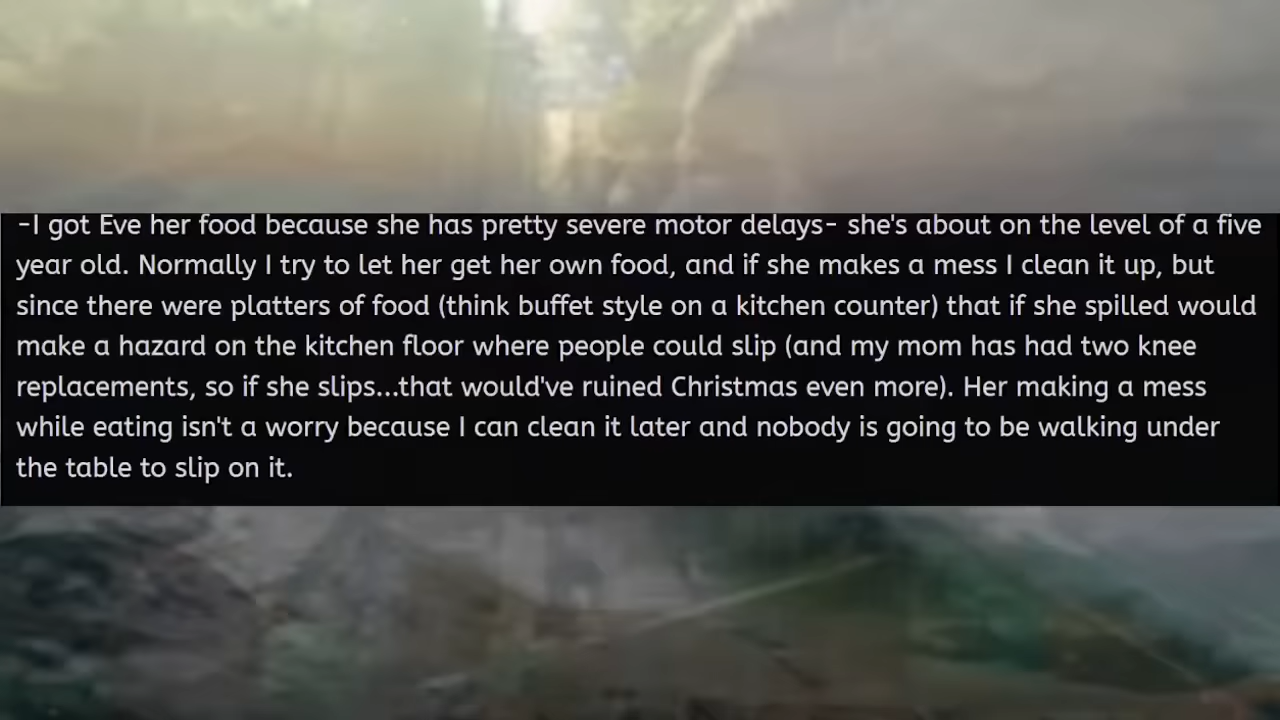 -I got Eve her food because she has pretty severe motor delays- she's about on the level of a five
year old. Normally I try to let her get her own food, and if she makes a mess I clean it up, but
since there were platters of food (think buffet style on a kitchen counter) that if she spilled would
make a hazard on the kitchen floor where people could slip (and my mom has had two knee
replacements, so if she slips...that would've ruined Christmas even more). Her making a mess
while eating isn't a worry because I can clean it later and nobody is going to be walking under
the table to slip on it.